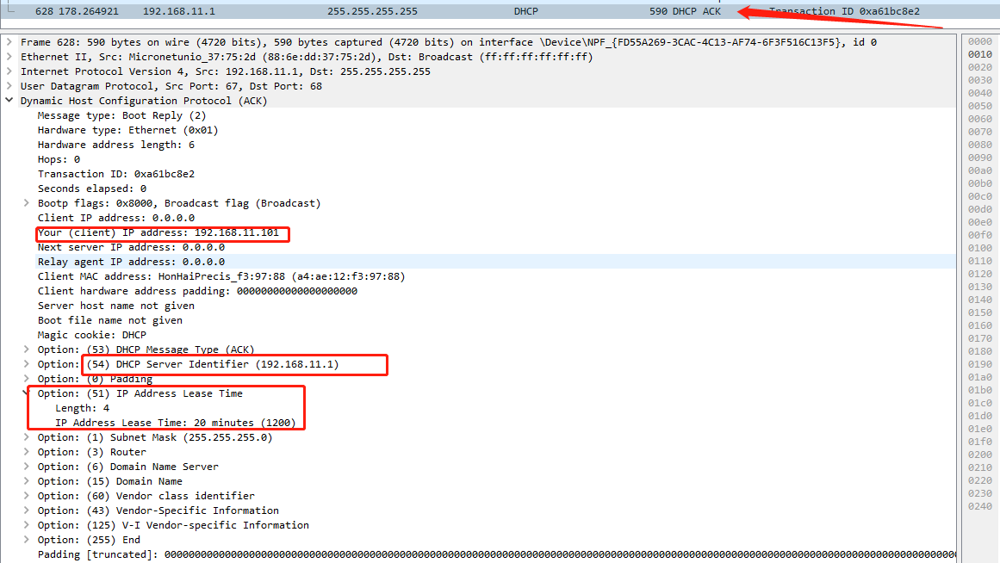 628 178.264921 192.168.11.1 255.255.255.255 DHCP 590 DHCP ACK Transaction ID 0xa61bc8e2
Frame 628: 590 bytes on wire (4720 bits), 590 bytes captured (4720 bits) on interface \Device\NPF_{FD55A269-3CAC-4C13-AF74-6F3F516C13F5}, id 0
Ethernet II, Src: Micronetunio_37:75:2d (88:6e:dd:37:75:2d), Dst: Broadcast (ff:ff:ff:ff:ff:ff)
Internet Protocol Version 4, Src: 192.168.11.1, Dst: 255.255.255.255
User Datagram Protocol, Src Port: 67, Dst Port: 68
Dynamic Host Configuration Protocol (ACK)
Message type: Boot Reply (2)
Hardware type: Ethernet (0x01)
Hardware address length: 6
Hops: 0
Transaction ID: 0xa61bc8e2
Seconds elapsed: 0
Bootp flags: 0x8000, Broadcast flag (Broadcast)
Client IP address: 0.0.0.0
Your (client) IP address: 192.168.11.101
Next server IP address: 0.0.0.0
Relay agent IP address: 0.0.0.0
Client MAC address: HonHaiPrecis_f3:97:88 (a4:ae:12:f3:97:88)
Client hardware address padding: 00000000000000000000
Server host name not given
Boot file name not given
Magic cookie: DHCP
Option: (53) DHCP Message Type (ACK)
Option: (54) DHCP Server Identifier (192.168.11.1)
Option: (0) Padding
Option: (51) IP Address Lease Time
Length: 4
IP Address Lease Time: 20 minutes (1200)
Option: (1) Subnet Mask (255.255.255.0)
Option: (3) Router
Option: (6) Domain Name Server
Option: (15) Domain Name
Option: (60) Vendor class identifier
Option: (43) Vendor-Specific Information
Option: (125) V-I Vendor-specific Information
Option: (255) End
Padding [truncated]: 00000000000000000000000000000000000000000000000000000000000000000000000000000000000000000000000000000000000000000000000000000000000
0000
0010
0020
0030
0040
0050
0060
0070
0080
0090
00a0
00b0
00c0
00d0
00e0
00f0
0100
0110
0120
0130
0140
0150
0160
0170
0180
0190
01a0
01b0
01c0
01d0
01e0
01f0
0200
0210
0220
0230
0240